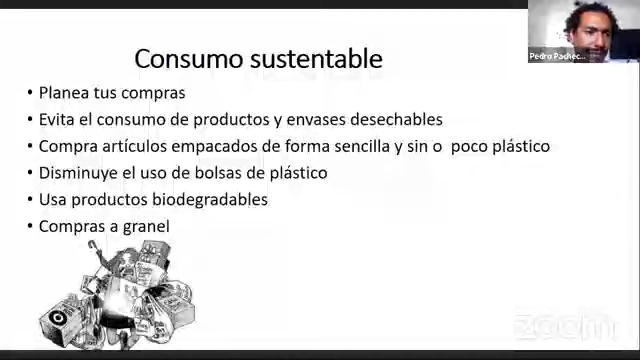 Consumo sustentable
• Planea tus compras
• Evita el consumo de productos y envases desechables
• Compra artículos empacados de forma sencilla y sin o  poco plástico
• Disminuye el uso de bolsas de plástico
• Usa productos biodegradables
• Compras a granel
Pedro Pachec...
zoom